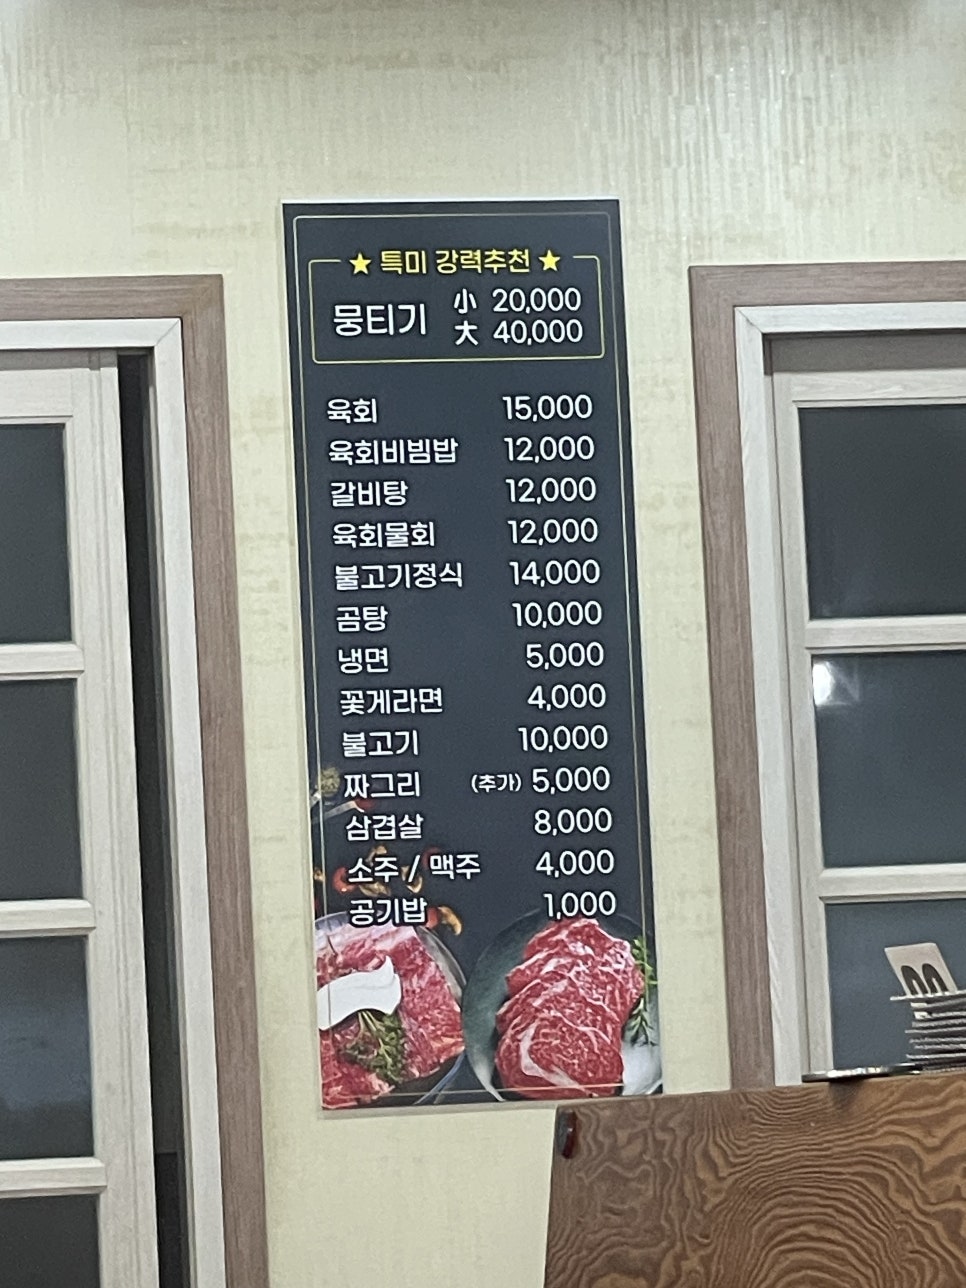 ★ 특미 강력추천 ★
뭉티기 小 20,000
大 40,000
육회 15,000
육회비빔밥 12,000
갈비탕 12,000
육회물회 12,000
불고기정식 14,000
곰탕 10,000
냉면 5,000
꽃게라면 4,000
불고기 10,000
짜그리 (추가) 5,000
삼겹살 8,000
소주 / 맥주 4,000
공기밥 1,000